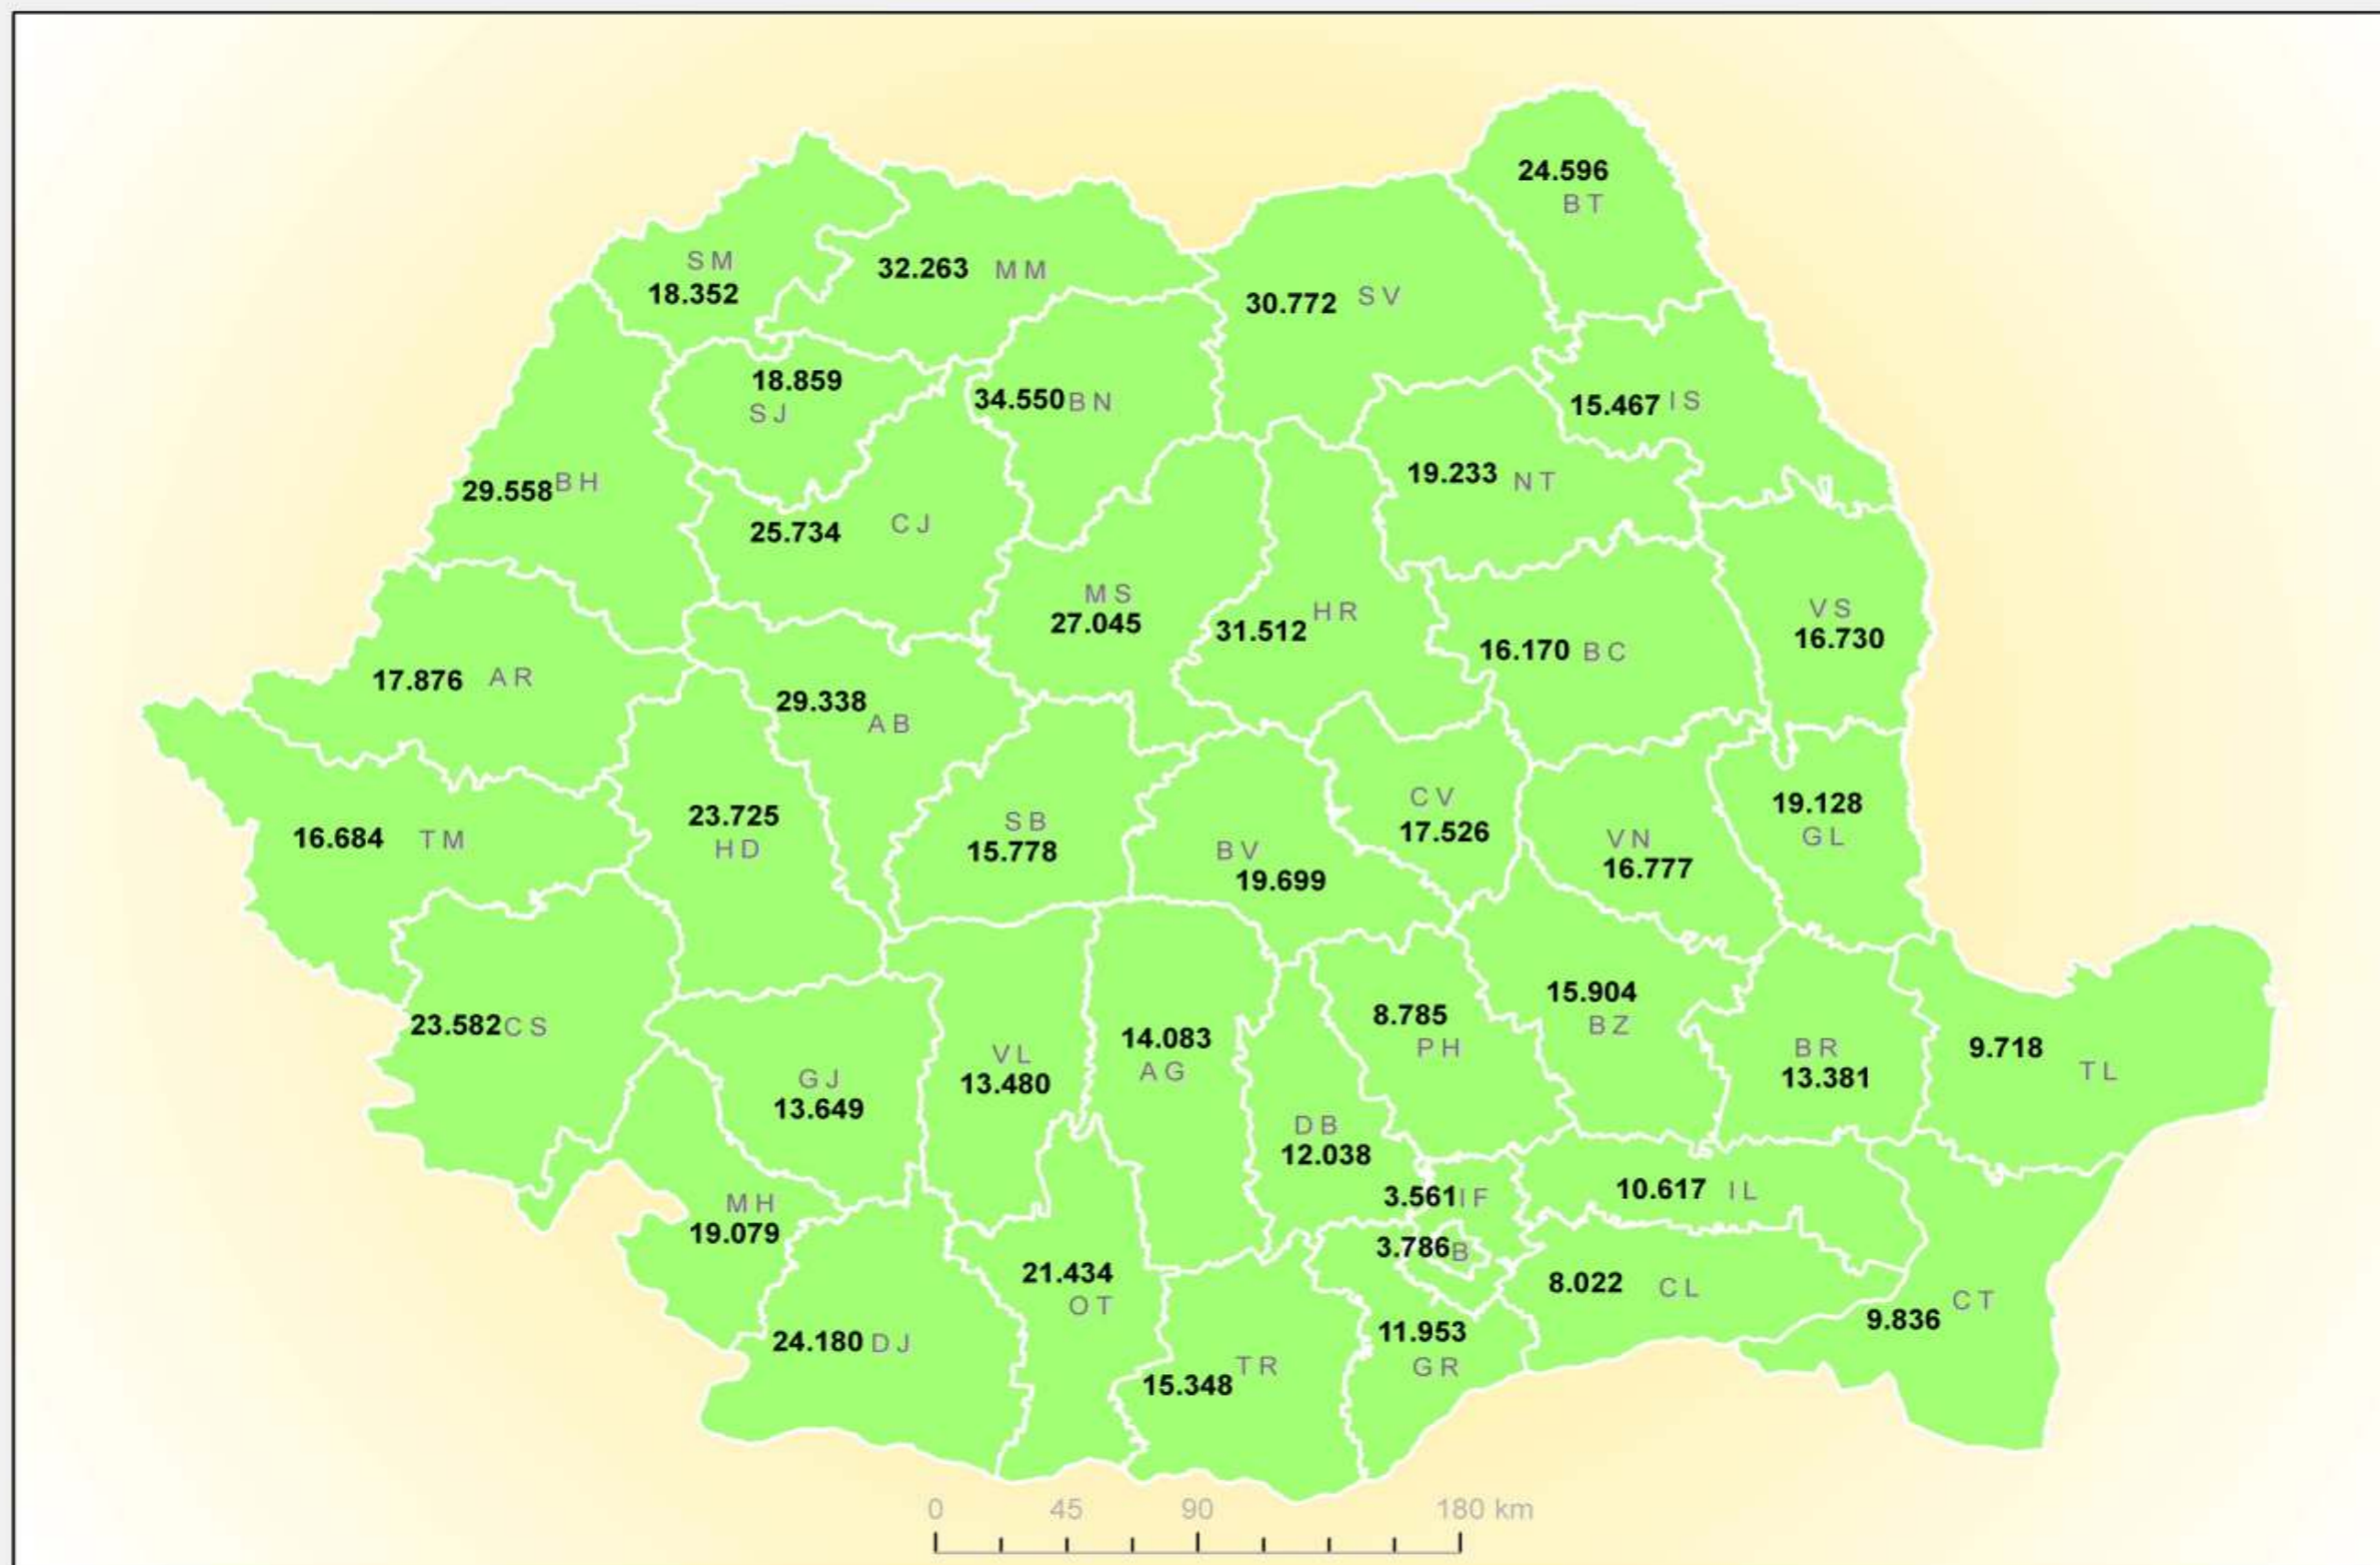 24.596
BT
SM
18.352
32.263 MM
30.772 SV
18.859
SJ
34.550 BN
15.467 IS
29.558 BH
19.233 NT
25.734 CJ
MS
27.045
31.512 HR
VS
16.730
16.170 BC
17.876 AR
29.338
AB
23.725
HD
16.684 TM
SB
15.778
BV
19.699
CV
17.526
VN
16.777
19.128
GL
23.582 CS
GJ
13.649
VL
13.480
14.083
AG
8.785
PH
15.904
BZ
BR
13.381
9.718
TL
DB
12.038
3.561 IF
10.617 IL
MH
19.079
3.786 B
21.434
OT
8.022 CL
9.836 CT
24.180 DJ
15.348 TR
11.953
GR
0 45 90 180 km